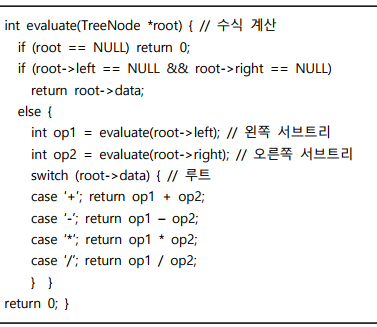 int evaluate(TreeNode *root) { // 수식 계산
if (root == NULL) return 0;
if (root->left == NULL && root->right == NULL)
return root->data;
else {
int op1 = evaluate(root->left); // 왼쪽 서브트리
int op2 = evaluate(root->right); // 오른쪽 서브트리
switch (root->data) { // 루트
case '+'; return op1 + op2;
case '-'; return op1 – op2;
case '*'; return op1 * op2;
case '/'; return op1 / op2;
} }
return 0; }